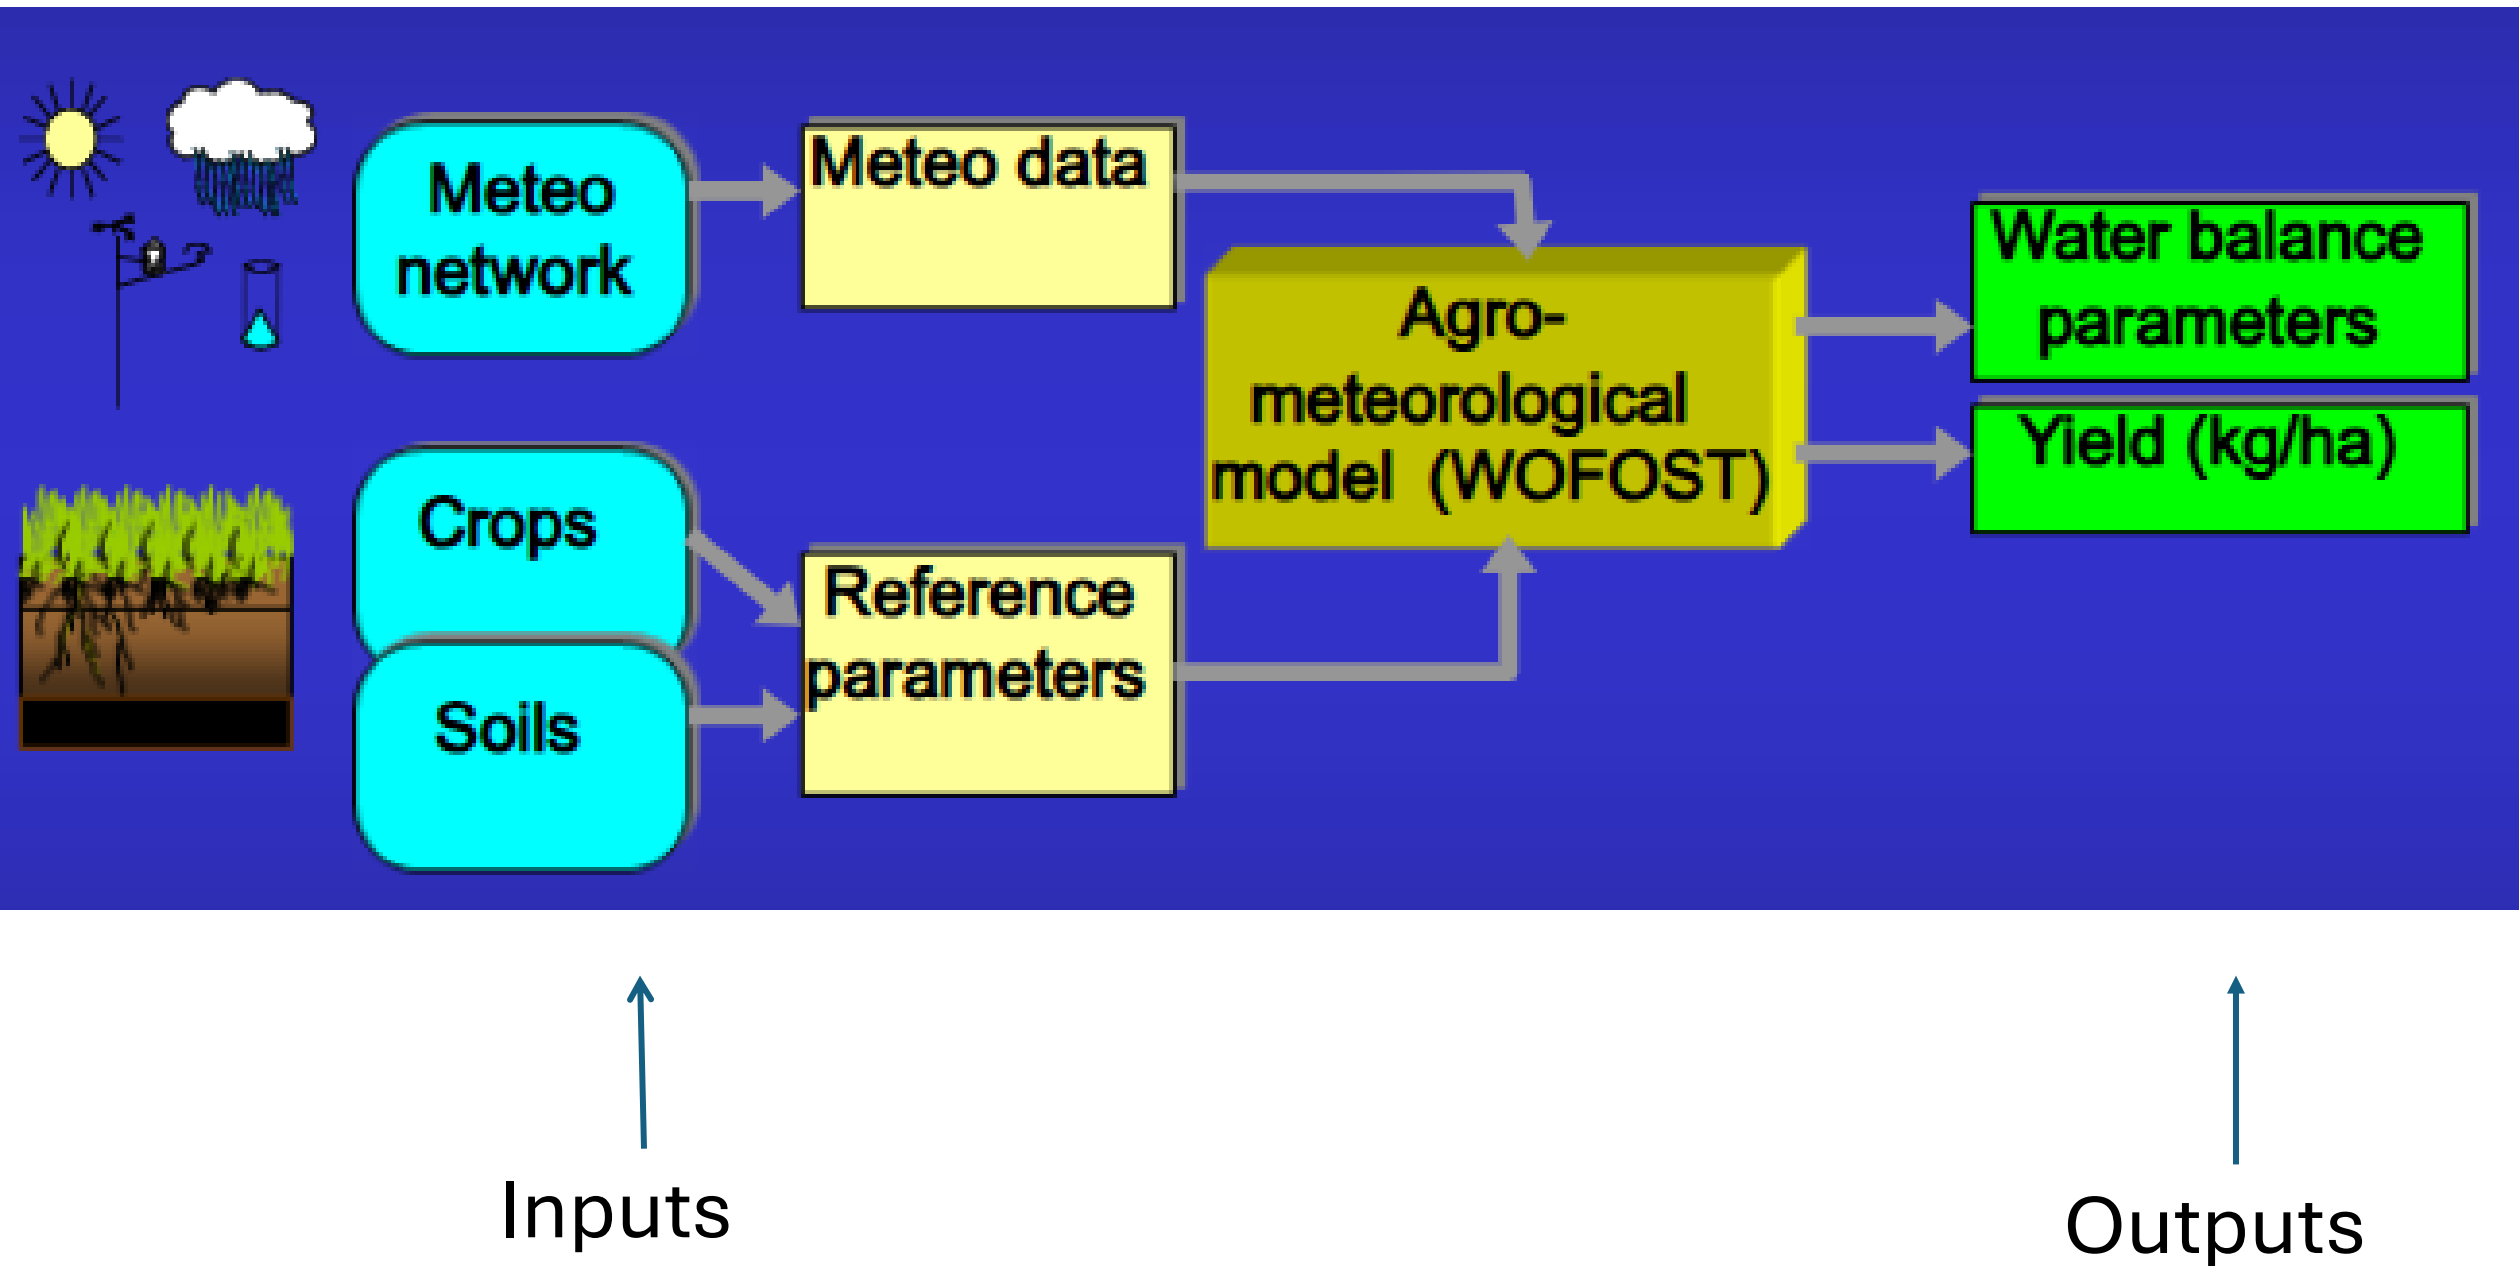 Meteo
network
Meteo data
Agro-
meteorological
model (WOFOST)
Water balance
parameters
Yield (kg/ha)
Crops
Soils
Reference
parameters
Inputs
Outputs